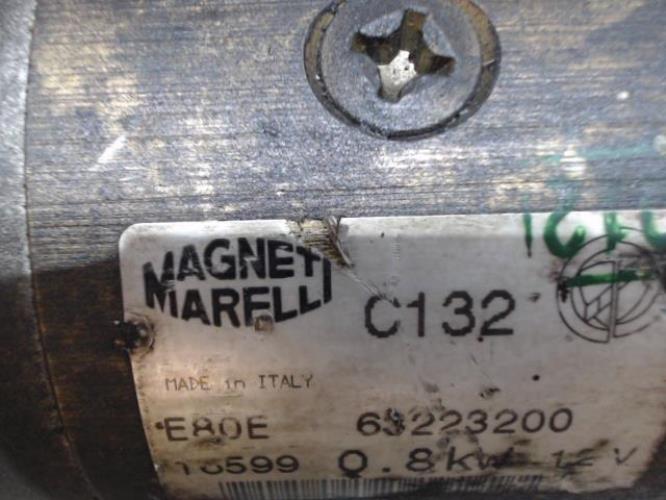 MAGNETI
MARELLI
C132
MADE in ITALY
E80E 63223200
0.8kW 12V